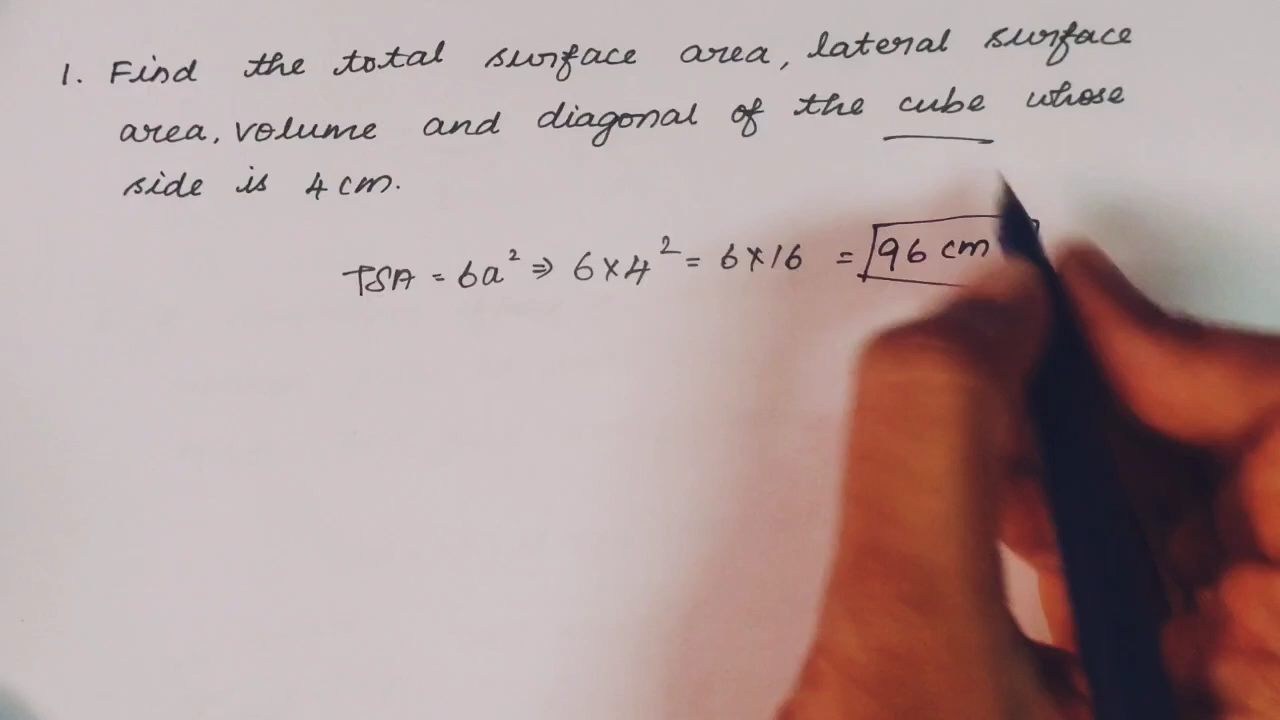 1. Find the total surface area, lateral surface
area, volume and diagonal of the cube whose
side is 4 cm.
TSA = 6a² ⇒ 6×4² = 6×16 = 96 cm